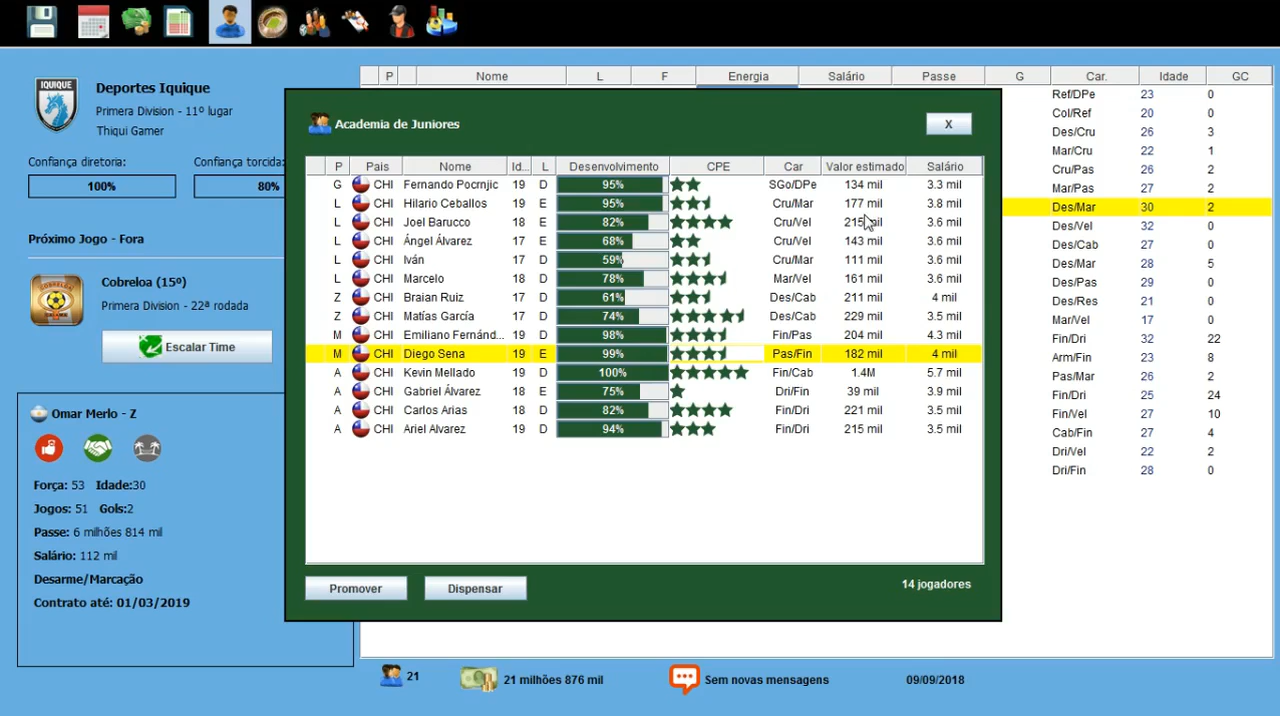 P Nome L F Energia Salário Passe G Car. Idade GC
IQUIQUE
Deportes Iquique
Primera Division - 11º lugar
Thiqui Gamer
Confiança diretoria: Confiança torcida:
100% 80%
Próximo Jogo - Fora
COBRELOA
Cobreloa (15º)
Primera Division - 22ª rodada
Escalar Time
Omar Merlo - Z
Força: 53 Idade:30
Jogos: 51 Gols:2
Passe: 6 milhões 814 mil
Salário: 112 mil
Desarme/Marcação
Contrato até: 01/03/2019
Academia de Juniores X
P Pais Nome Id... L Desenvolvimento CPE Car Valor estimado Salário
G CHI Fernando Pocrnjic 19 D 95% SGo/DPe 134 mil 3.3 mil
L CHI Hilario Ceballos 19 E 95% Cru/Mar 177 mil 3.8 mil
L CHI Joel Barucco 18 D 82% Cru/Vel 215 mil 3.6 mil
L CHI Ángel Álvarez 17 E 68% Cru/Vel 143 mil 3.6 mil
L CHI Iván 17 D 59% Cru/Mar 111 mil 3.6 mil
L CHI Marcelo 18 D 78% Mar/Vel 161 mil 3.6 mil
Z CHI Braian Ruíz 17 D 61% Des/Cab 211 mil 4 mil
Z CHI Matías García 17 D 74% Des/Cab 229 mil 3.5 mil
M CHI Emiliano Fernánd... 19 D 98% Fin/Pas 204 mil 4.3 mil
M CHI Diego Sena 19 E 99% Pas/Fin 182 mil 4 mil
A CHI Kevin Mellado 19 D 100% Fin/Cab 1.4M 5.7 mil
A CHI Gabriel Álvarez 18 E 75% Dri/Fin 39 mil 3.9 mil
A CHI Carlos Arias 18 D 82% Fin/Dri 221 mil 3.5 mil
A CHI Ariel Alvarez 19 D 94% Fin/Dri 215 mil 3.5 mil
Promover Dispensar 14 jogadores
Ref/DPe 23 0
Col/Ref 20 0
Des/Cru 26 3
Mar/Cru 22 1
Cru/Pas 26 2
Mar/Pas 27 2
Des/Mar 30 2
Des/Vel 32 0
Des/Cab 27 0
Des/Mar 28 5
Des/Pas 29 0
Des/Res 21 0
Mar/Vel 17 0
Fin/Dri 32 22
Arm/Fin 23 8
Pas/Mar 26 2
Fin/Dri 25 24
Fin/Vel 27 10
Cab/Fin 27 4
Dri/Vel 22 2
Dri/Fin 28 0
21 21 milhões 876 mil Sem novas mensagens 09/09/2018